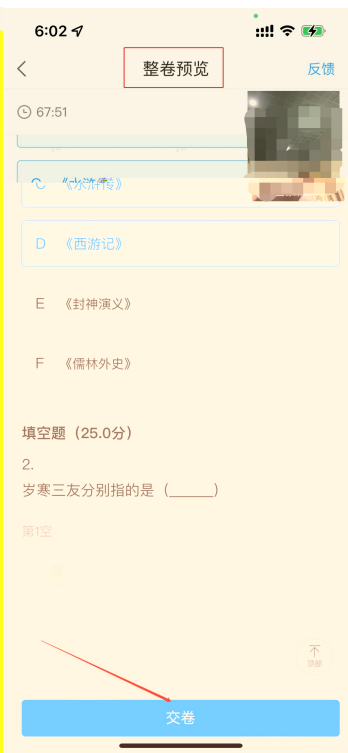 6:02
整卷预览
反馈
67:51
C 《水浒传》
D 《西游记》
E 《封神演义》
F 《儒林外史》
填空题（25.0分）
2.
岁寒三友分别指的是（_____）
第1空
顶部
交卷